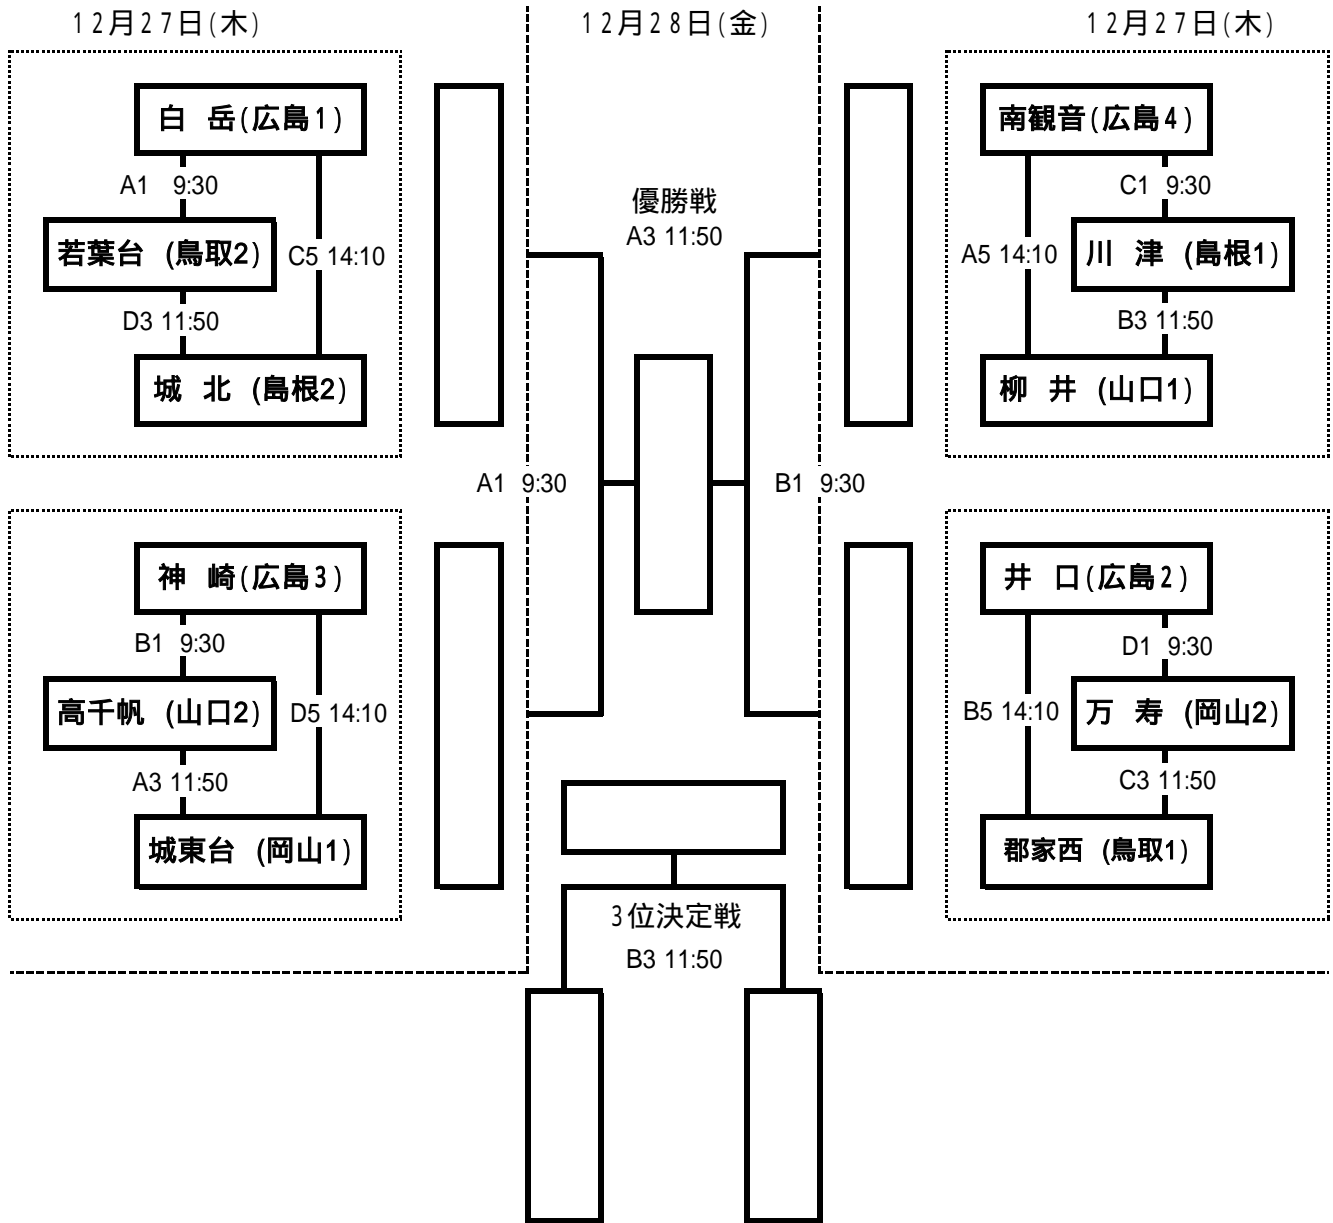 12月27日(木)
12月28日(金)
12月27日(木)
白 岳(広島1)
A1 9:30
若葉台 (鳥取2)
C5 14:10
D3 11:50
城 北 (島根2)
神 崎(広島3)
B1 9:30
高千帆 (山口2)
D5 14:10
A3 11:50
城東台 (岡山1)
優勝戦
A3 11:50
A1 9:30
B1 9:30
3位決定戦
B3 11:50
南観音(広島4)
C1 9:30
A5 14:10
川 津 (島根1)
B3 11:50
柳 井 (山口1)
井 口(広島2)
D1 9:30
B5 14:10
万 寿 (岡山2)
C3 11:50
郡家西 (鳥取1)